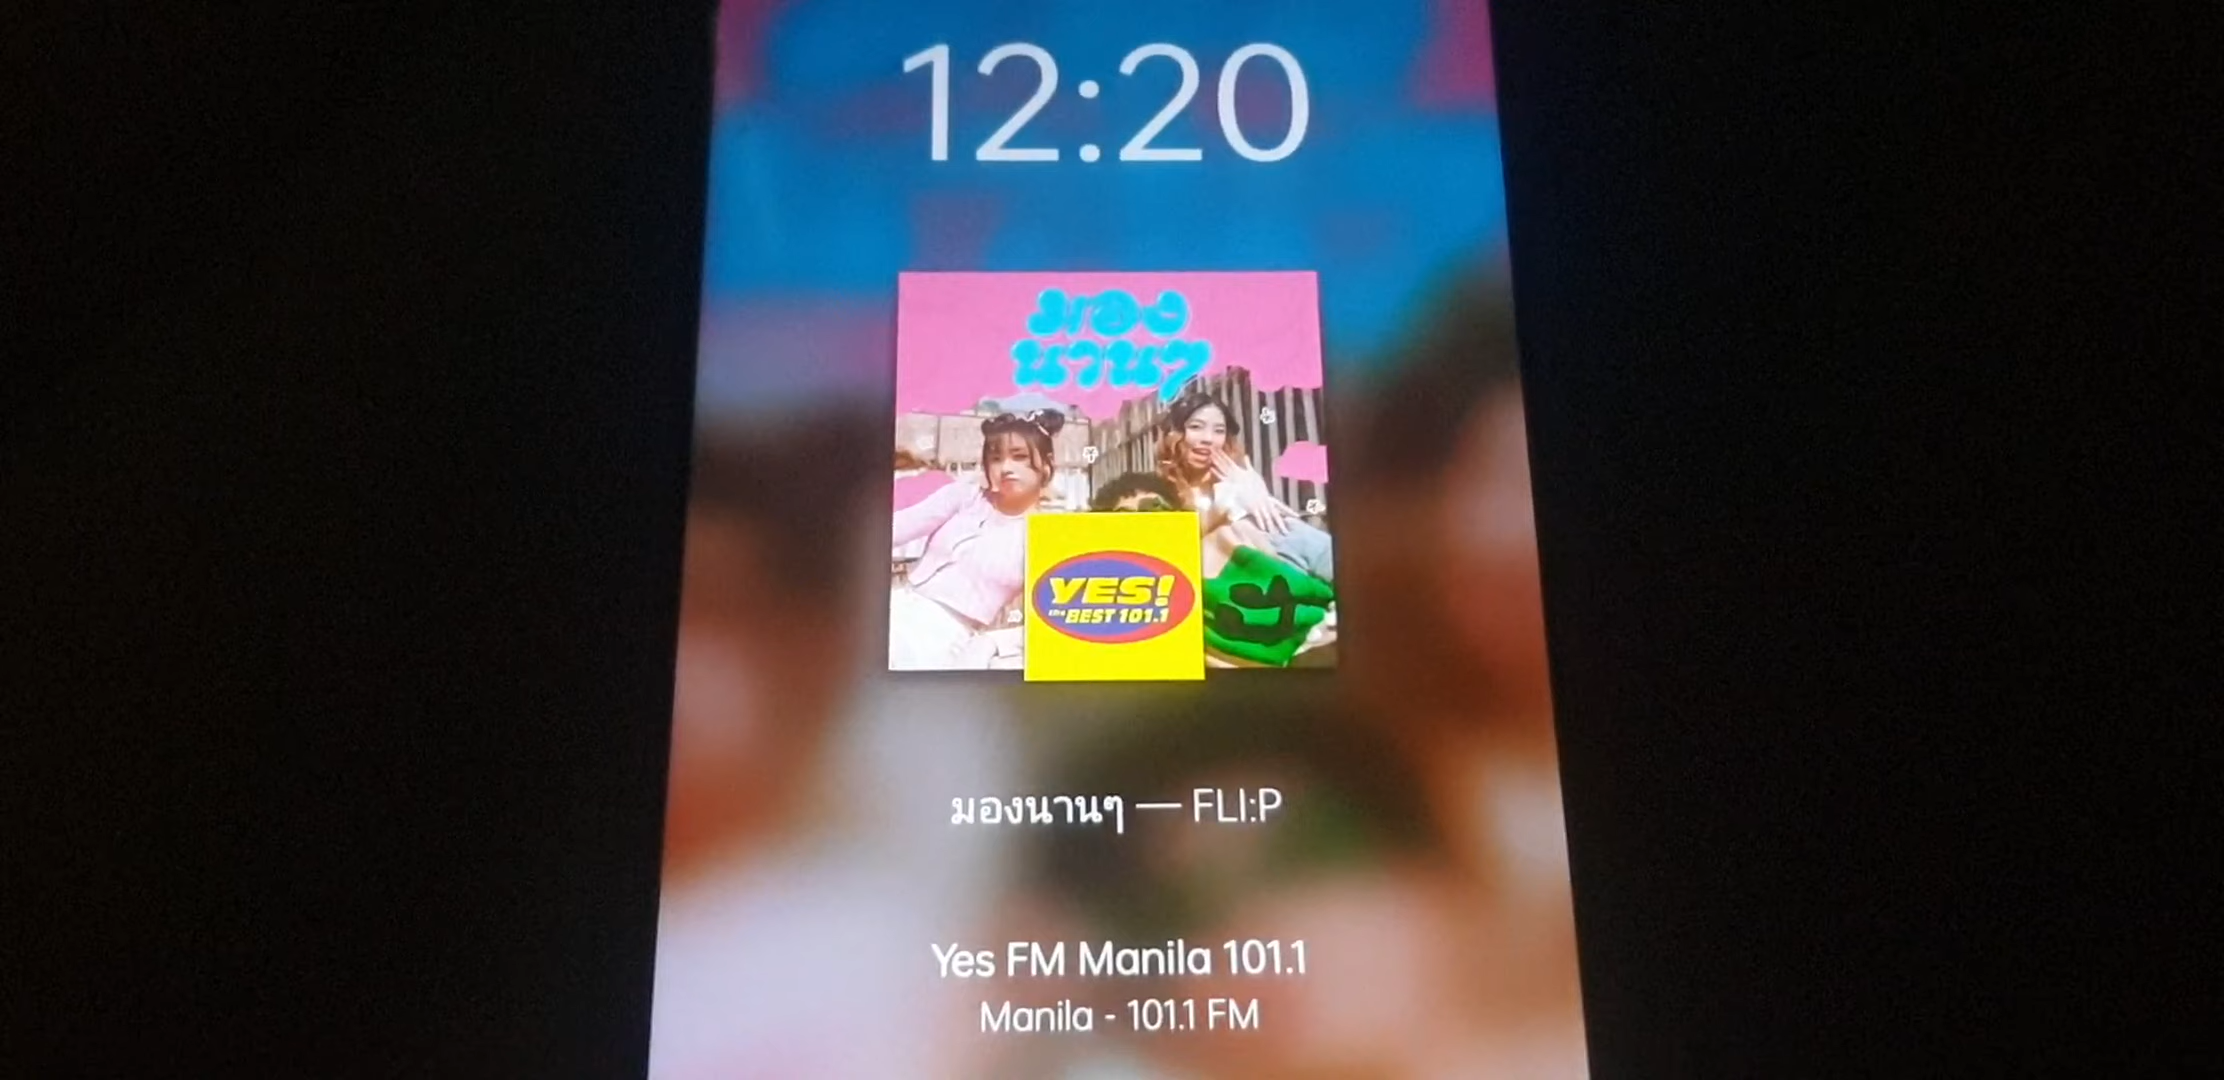 12:20
มอง
นานๆ
YES!
the BEST 101.1
มองนานๆ — FLI:P
Yes FM Manila 101.1
Manila - 101.1 FM